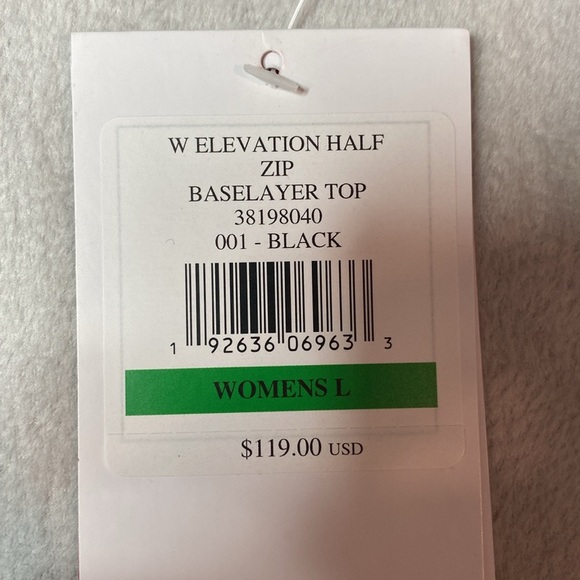 W ELEVATION HALF
ZIP
BASELAYER TOP
38198040
001 - BLACK
1 92636 06963 3
WOMENS L
$119.00 USD